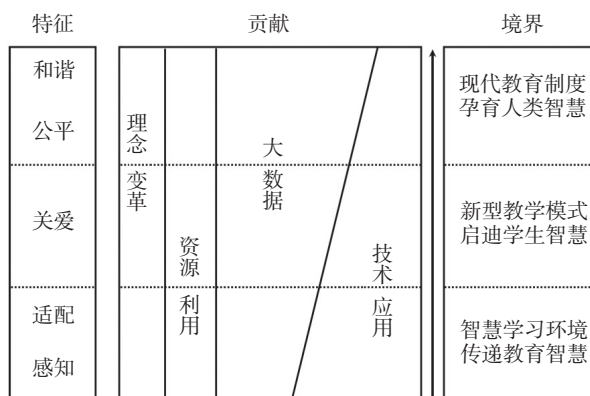 特征
贡献
境界
和谐
公平
关爱
适配
感知
理念变革
资源利用
大数据
技术应用
现代教育制度
孕育人类智慧
新型教学模式
启迪学生智慧
智慧学习环境
传递教育智慧